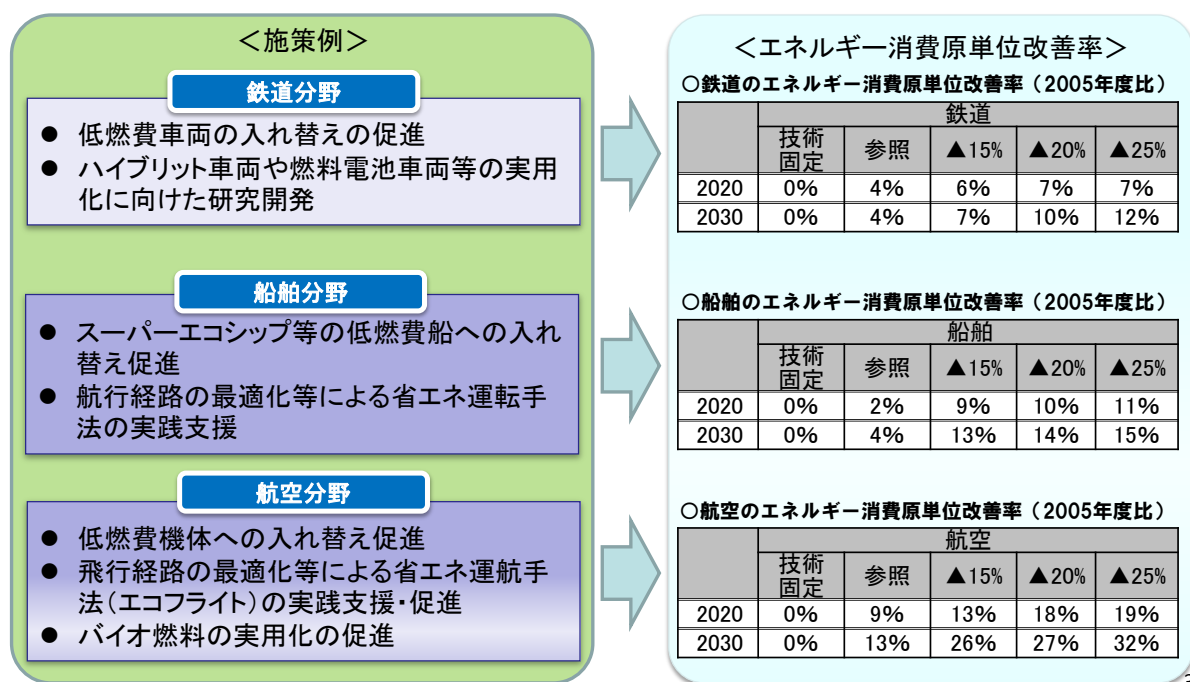 <施策例>
鉄道分野
● 低燃費車両の入れ替えの促進
● ハイブリット車両や燃料電池車両等の実用
化に向けた研究開発
船舶分野
● スーパーエコシップ等の低燃費船への入れ
替え促進
● 航行経路の最適化等による省エネ運転手
法の実践支援
航空分野
● 低燃費機体への入れ替え促進
● 飛行経路の最適化等による省エネ運航手
法(エコフライト)の実践支援・促進
● バイオ燃料の実用化の促進
<エネルギー消費原単位改善率>
○鉄道のエネルギー消費原単位改善率(2005年度比)
鉄道
技術
固定 参照 ▲15% ▲20% ▲25%
2020 0% 4% 6% 7% 7%
2030 0% 4% 7% 10% 12%
○船舶のエネルギー消費原単位改善率(2005年度比)
船舶
技術
固定 参照 ▲15% ▲20% ▲25%
2020 0% 2% 9% 10% 11%
2030 0% 4% 13% 14% 15%
○航空のエネルギー消費原単位改善率(2005年度比)
航空
技術
固定 参照 ▲15% ▲20% ▲25%
2020 0% 9% 13% 18% 19%
2030 0% 13% 26% 27% 32%